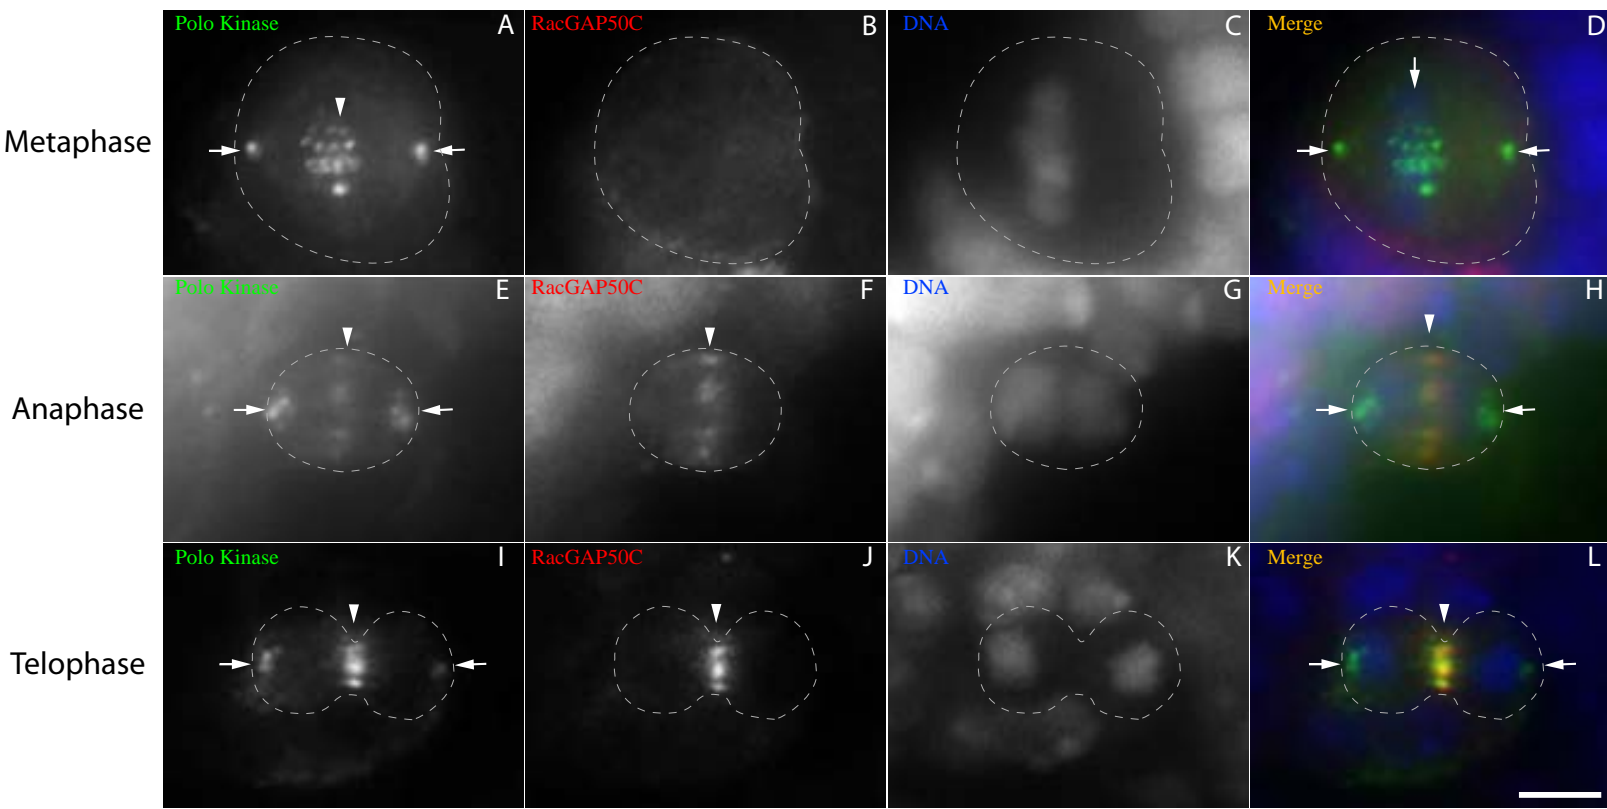 Polo Kinase A RacGAP50C B DNA C Merge D
Metaphase
Polo Kinase E RacGAP50C F DNA G Merge H
Anaphase
Polo Kinase I RacGAP50C J DNA K Merge L
Telophase